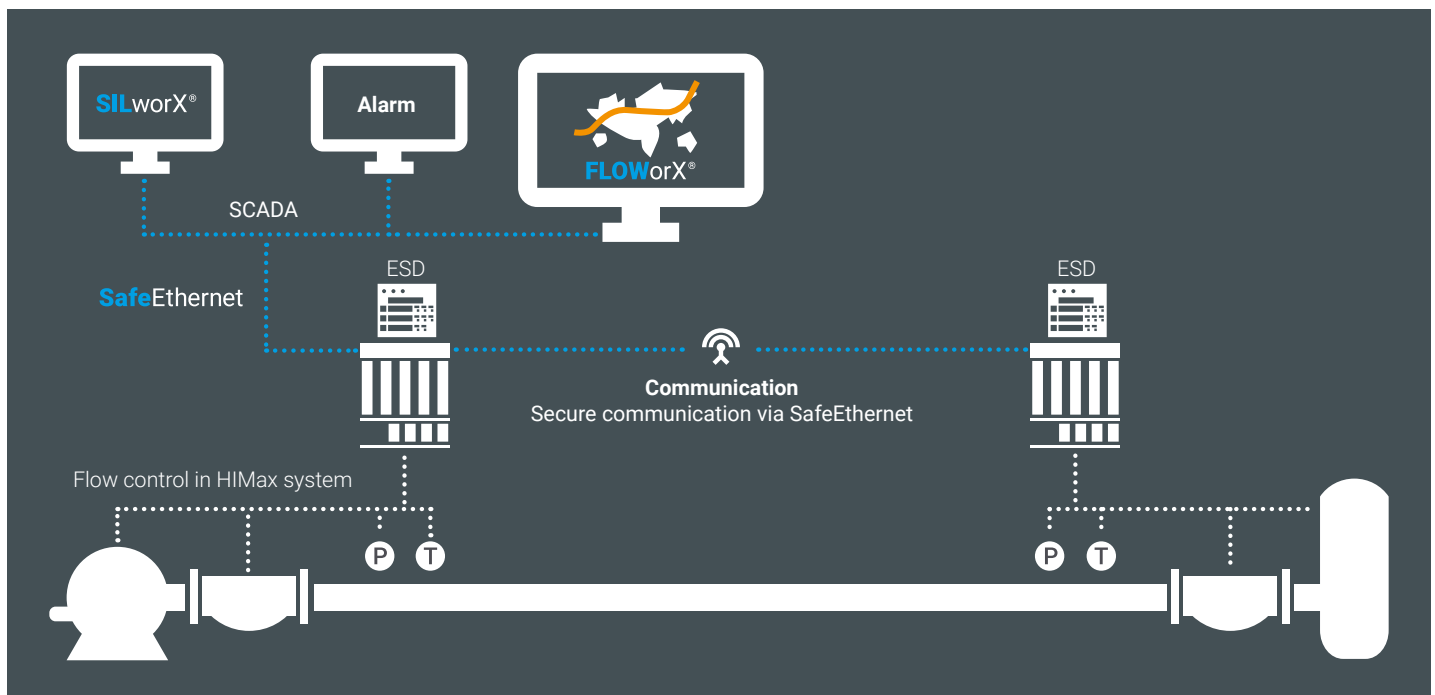 SILworX®
Alarm
FLOWorX®
SCADA
SafeEthernet
ESD
ESD
Communication
Secure communication via SafeEthernet
Flow control in HIMax system
P
T
P
T